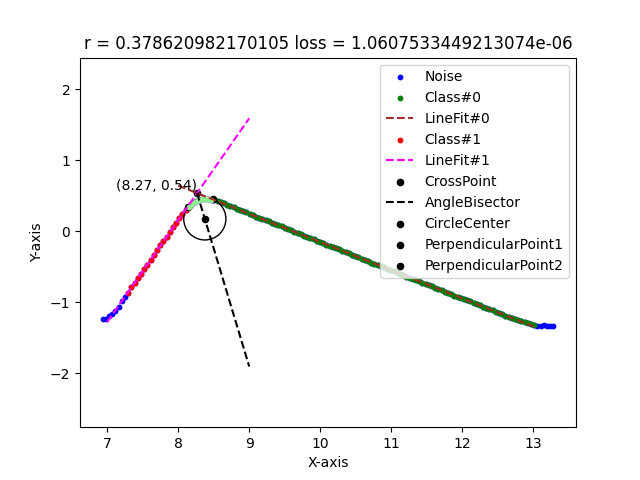 r = 0.378620982170105 loss = 1.0607533449213074e-06
Noise
Class#0
LineFit#0
Class#1
LineFit#1
CrossPoint
AngleBisector
CircleCenter
PerpendicularPoint1
PerpendicularPoint2
(8.27, 0.54)
Y-axis
2
1
0
−1
−2
7 8 9 10 11 12 13
X-axis